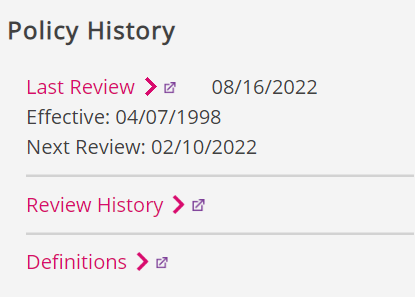 Policy History
Last Review 08/16/2022
Effective: 04/07/1998
Next Review: 02/10/2022
Review History
Definitions